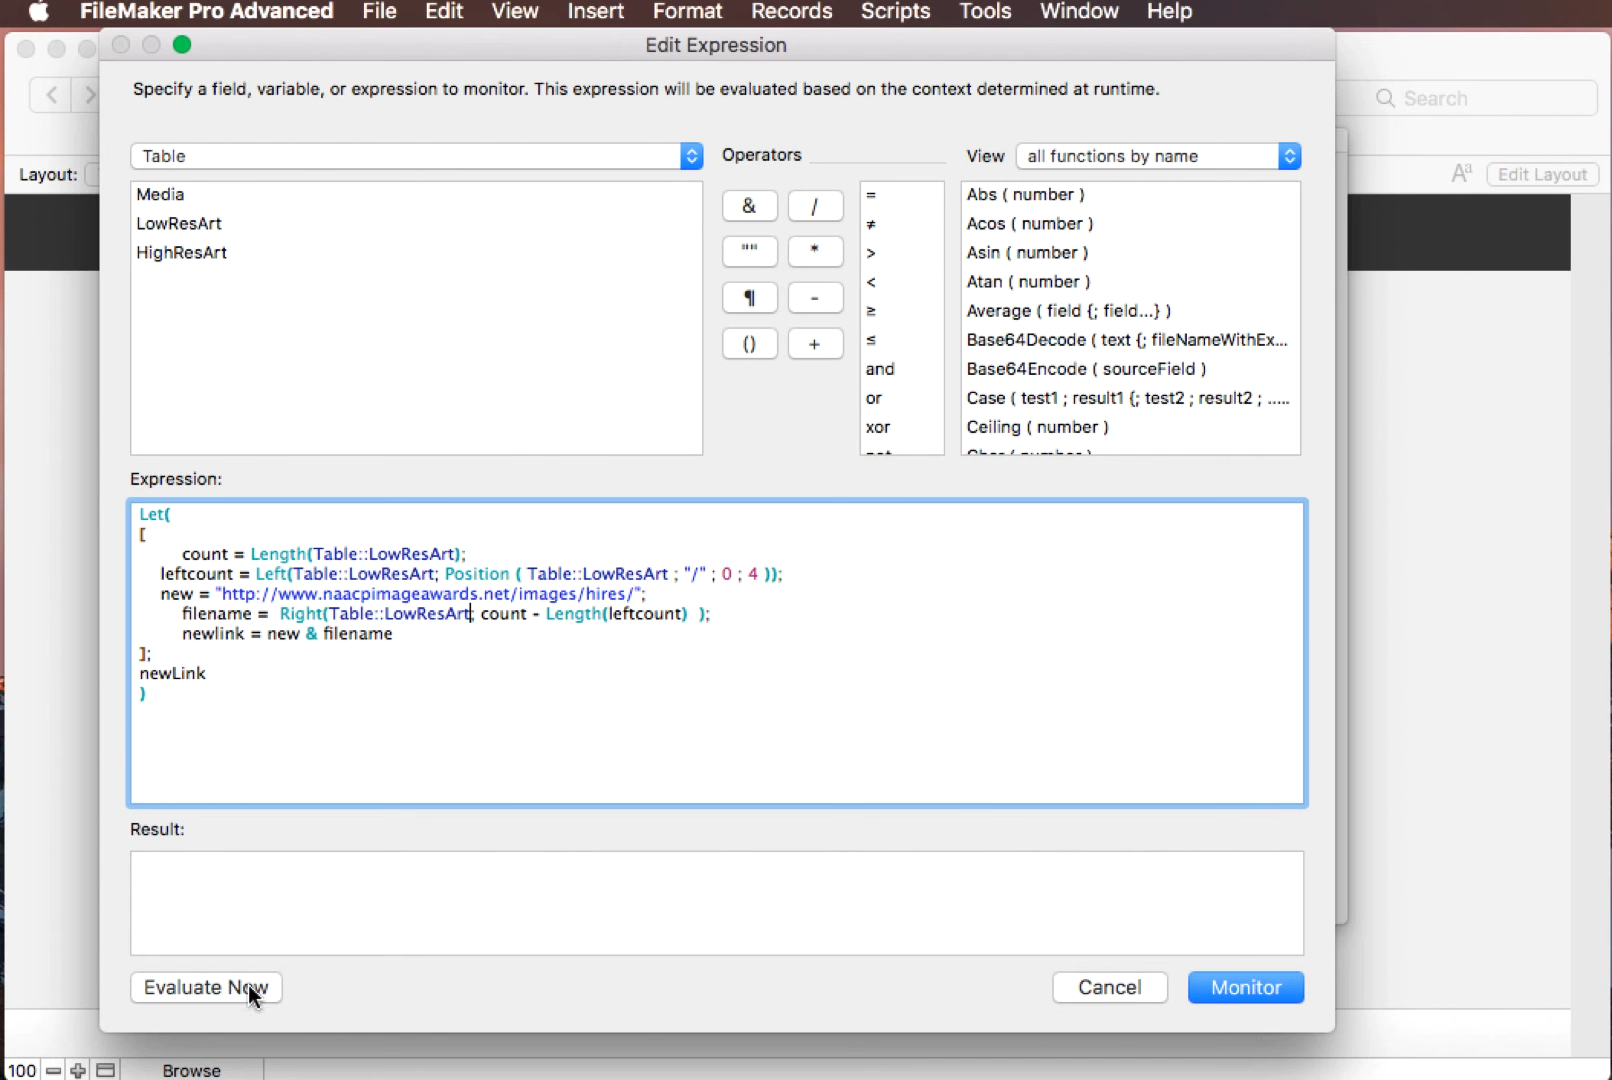 FileMaker Pro Advanced File Edit View Insert Format Records Scripts Tools Window Help
Edit Expression
Specify a field, variable, or expression to monitor. This expression will be evaluated based on the context determined at runtime.
Search
Table
Operators
View all functions by name
Layout:
Edit Layout
Media
LowResArt
HighResArt
& /
"" *
¶ -
() +
=
≠
>
<
≥
≤
and
or
xor
Abs ( number )
Acos ( number )
Asin ( number )
Atan ( number )
Average ( field {; field...} )
Base64Decode ( text {; fileNameWithEx...
Base64Encode ( sourceField )
Case ( test1 ; result1 {; test2 ; result2 ; .....
Ceiling ( number )
Expression:
Let(
[
count = Length(Table::LowResArt);
leftcount = Left(Table::LowResArt; Position ( Table::LowResArt ; "/" ; 0 ; 4 ));
new = "http://www.naacpimageawards.net/images/hires/";
filename = Right(Table::LowResArt; count - Length(leftcount) );
newlink = new & filename
];
newLink
)
Result:
Evaluate Now
Cancel
Monitor
100
Browse